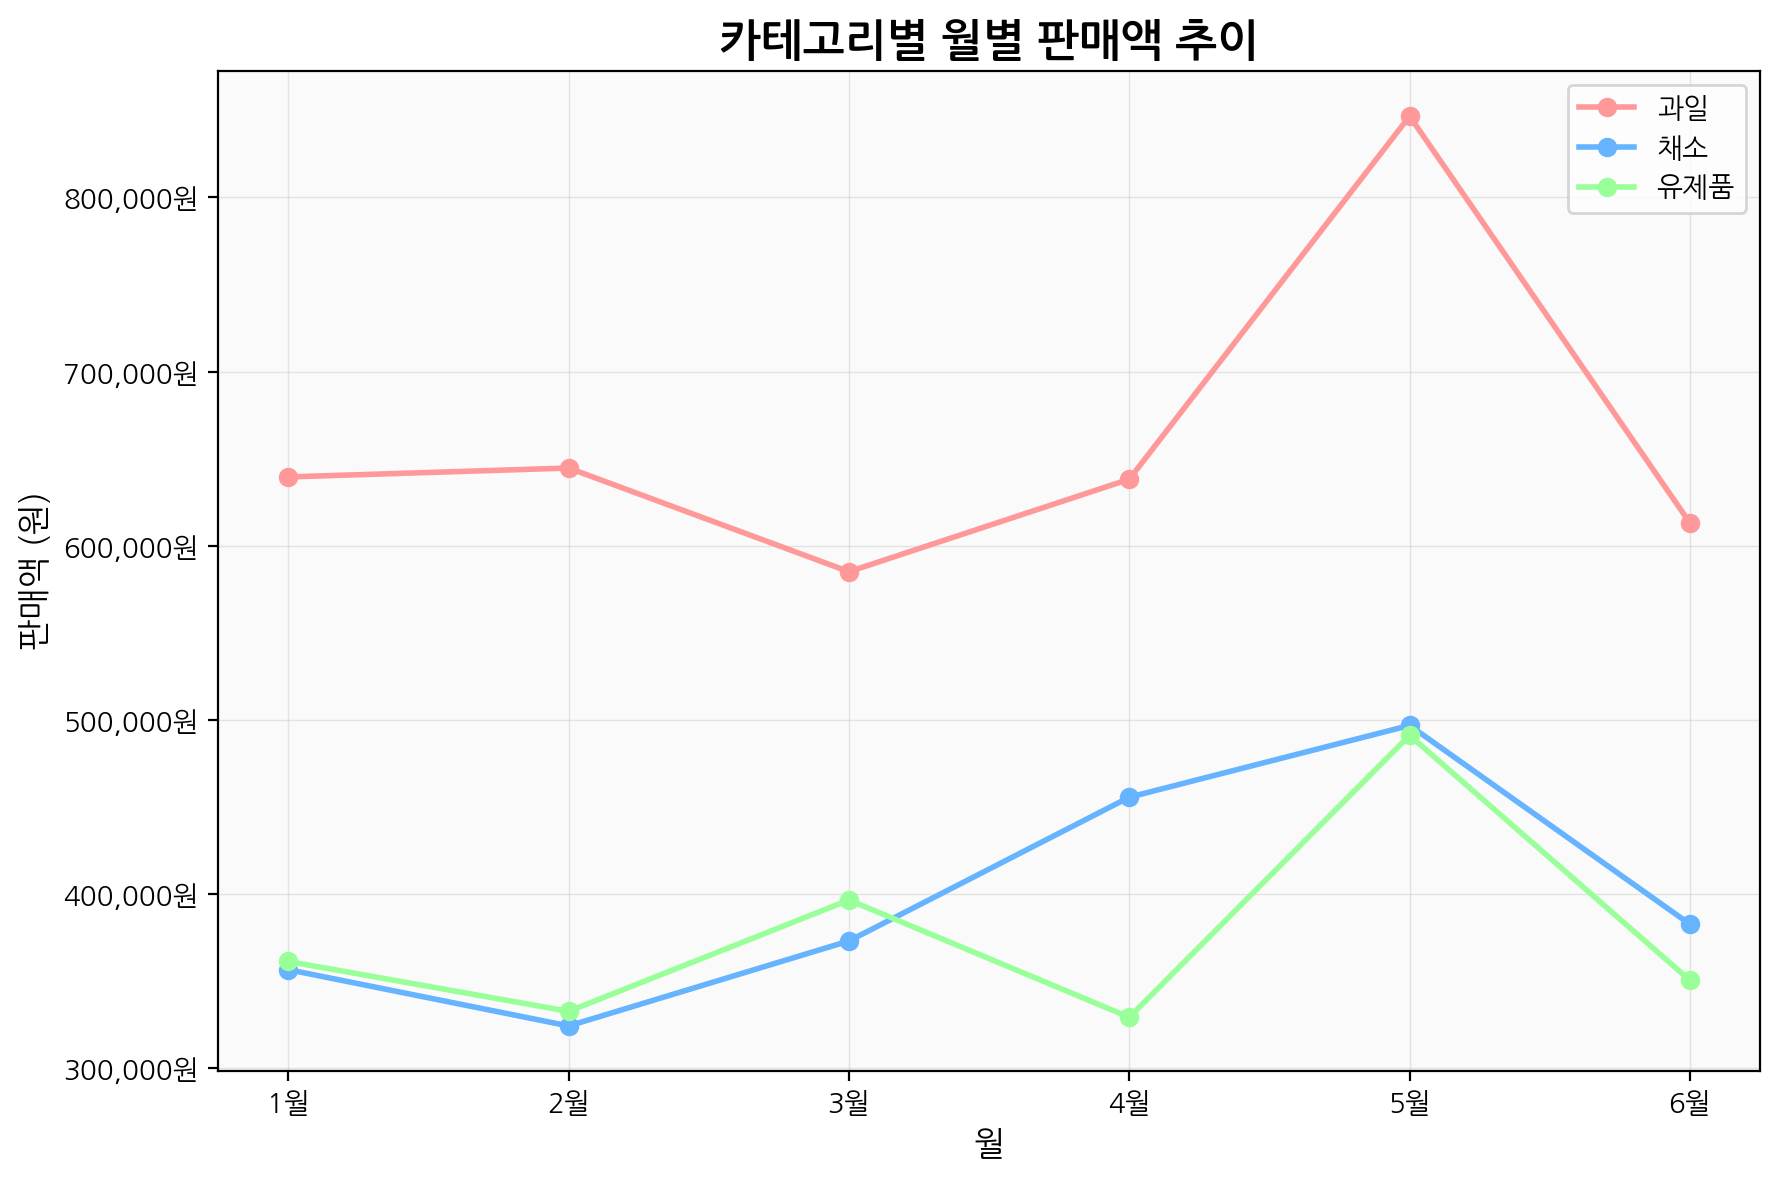 카테고리별 월별 판매액 추이
과일
채소
유제품
판매액 (원)
800,000원
700,000원
600,000원
500,000원
400,000원
300,000원
1월 2월 3월 4월 5월 6월
월